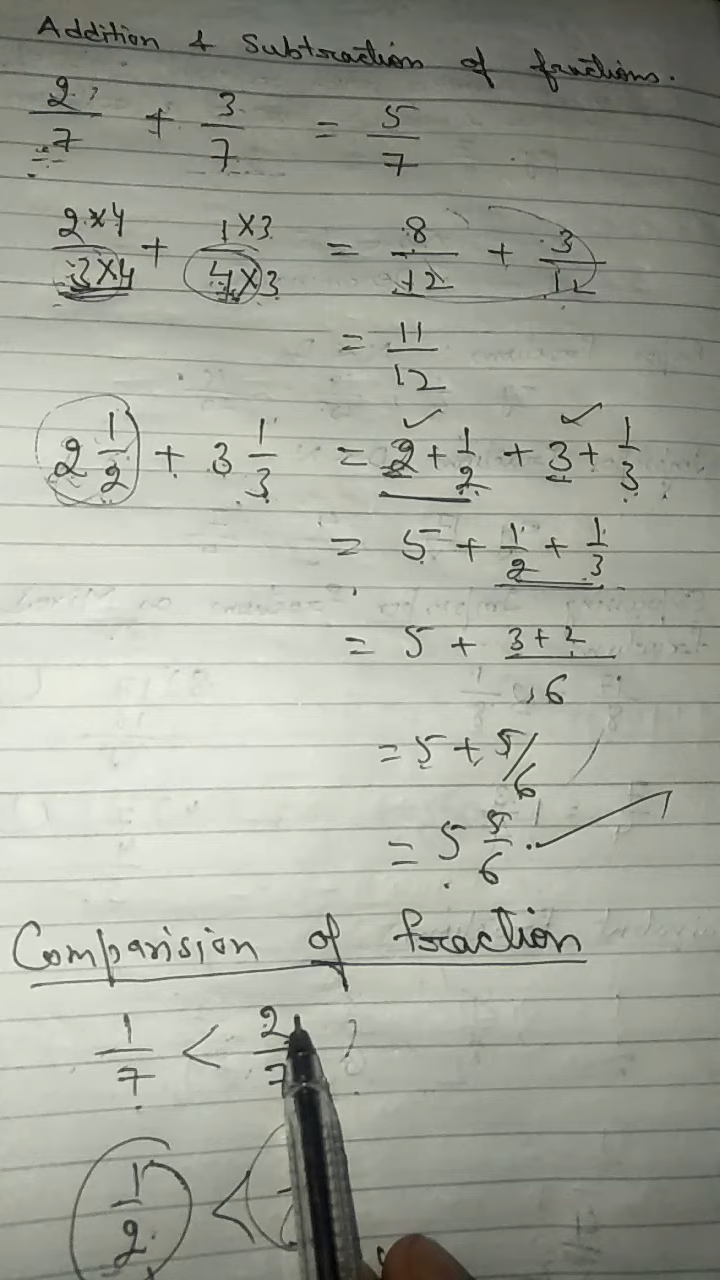 Addition & Subtraction of fractions.
2/7 + 3/7 = 5/7
2×4/3×4 + 1×3/4×3 = 8/12 + 3/12
= 11/12
2 1/2 + 3 1/3 = 2 + 1/2 + 3 + 1/3
= 5 + 1/2 + 1/3
= 5 + 3+2/6
= 5 + 5/6
= 5 5/6
Comparision of fraction
1/7 < 2/7 ?
1/2 <